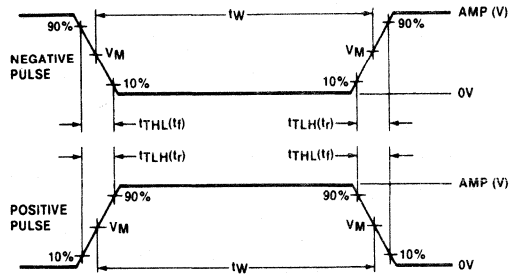 tW
AMP (V)
90%
90%
NEGATIVE
PULSE
VM
VM
10%
10%
0V
tTHL(tf)
tTLH(tr)
tTLH(tr)
tTHL(tf)
90%
90%
AMP (V)
POSITIVE
PULSE
VM
VM
10%
10%
0V
tW